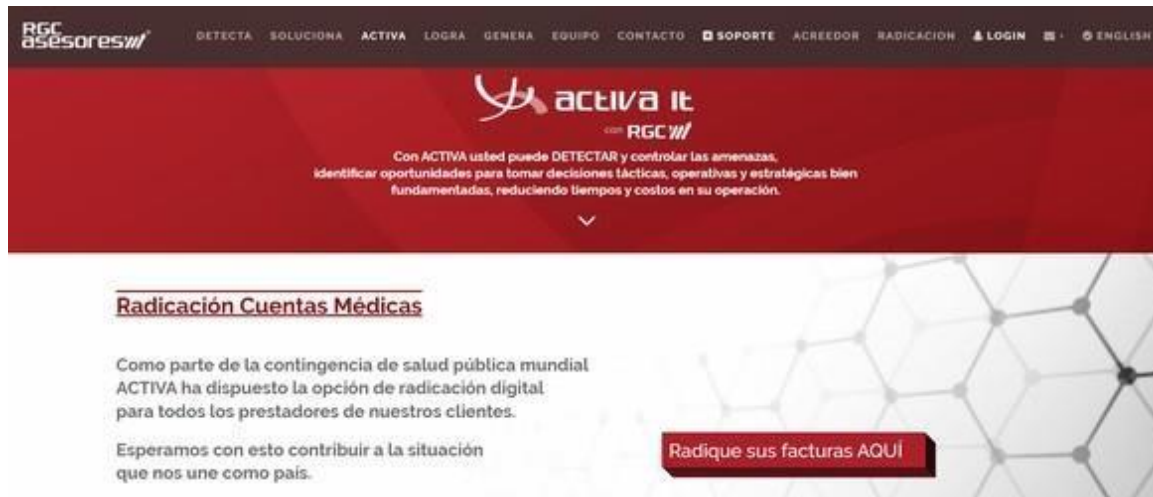 RGC
asesores
DETECTA SOLUCIONA ACTIVA LOGRA GENERA EQUIPO CONTACTO SOPORTE ACREEDOR RADICACION LOGIN ENGLISH
activa it
con RGC
Con ACTIVA usted puede DETECTAR y controlar las amenazas,
identificar oportunidades para tomar decisiones tácticas, operativas y estratégicas bien
fundamentadas, reduciendo tiempos y costos en su operación.
Radicación Cuentas Médicas
Como parte de la contingencia de salud pública mundial
ACTIVA ha dispuesto la opción de radicación digital
para todos los prestadores de nuestros clientes.
Esperamos con esto contribuir a la situación
que nos une como país.
Radique sus facturas AQUÍ